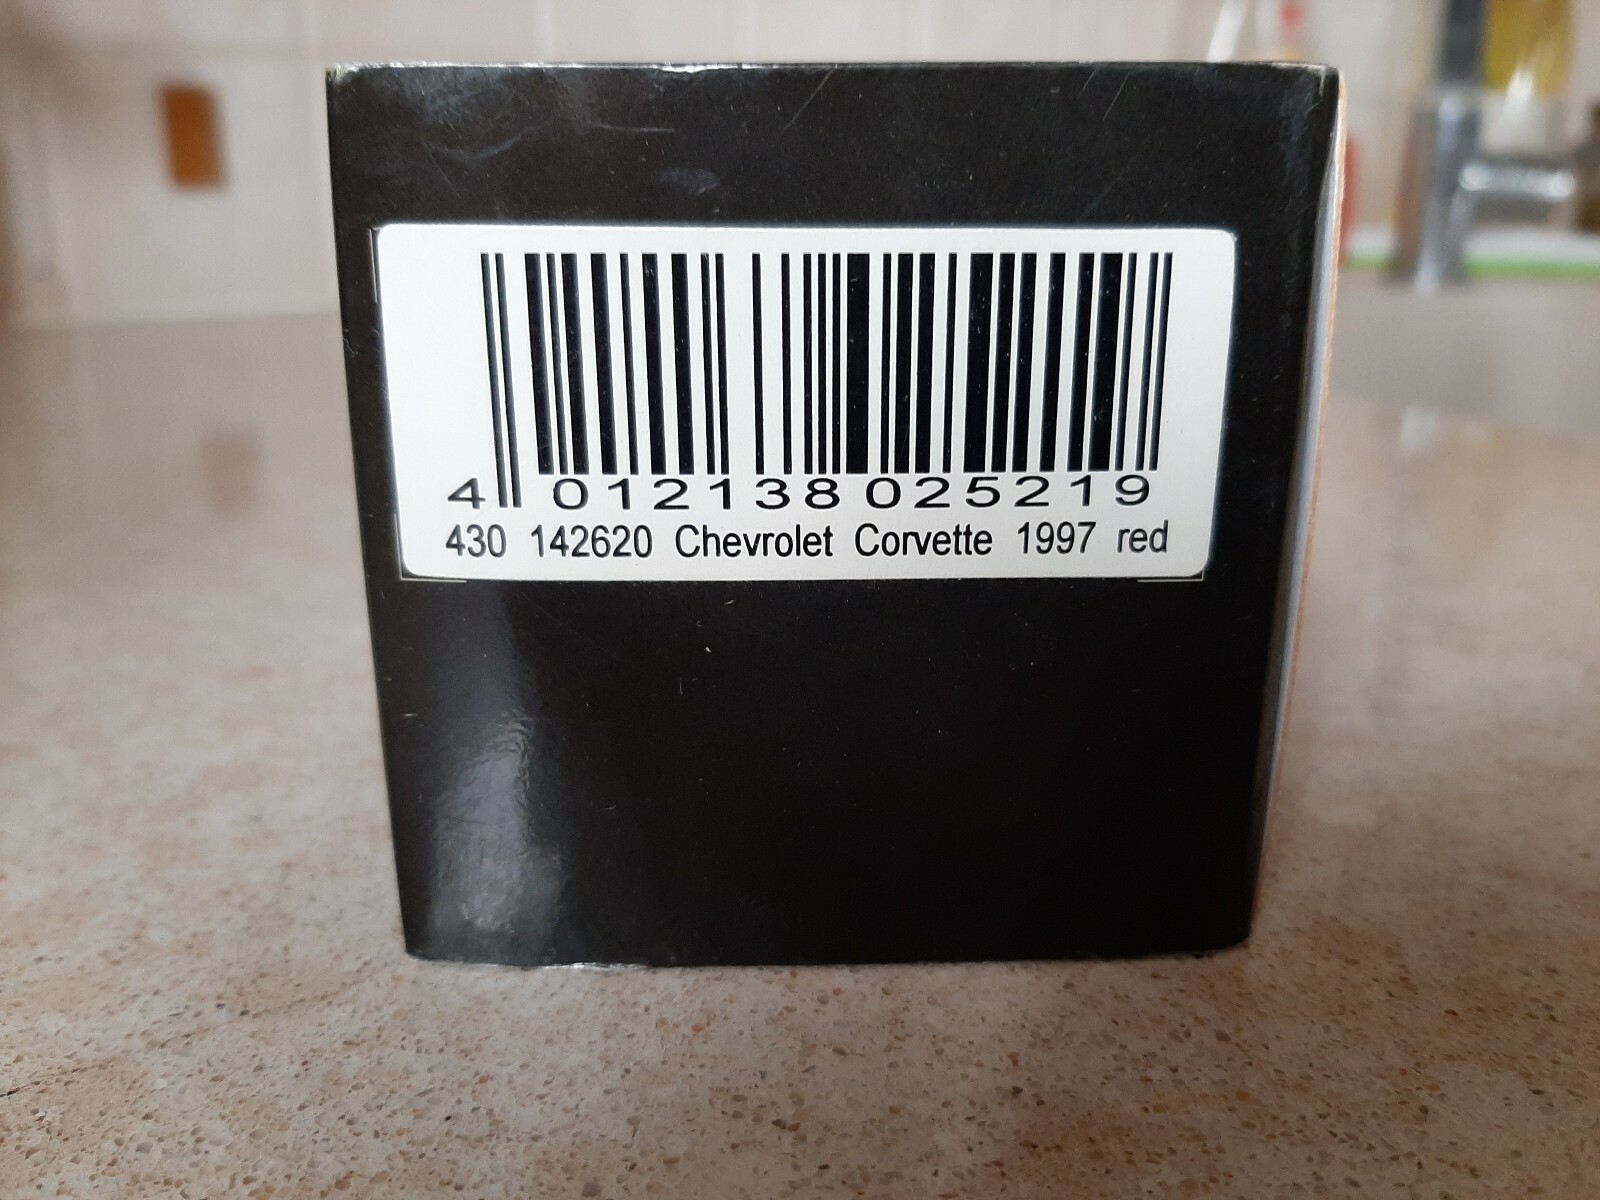 4 012138 025219
430 142620 Chevrolet Corvette 1997 red